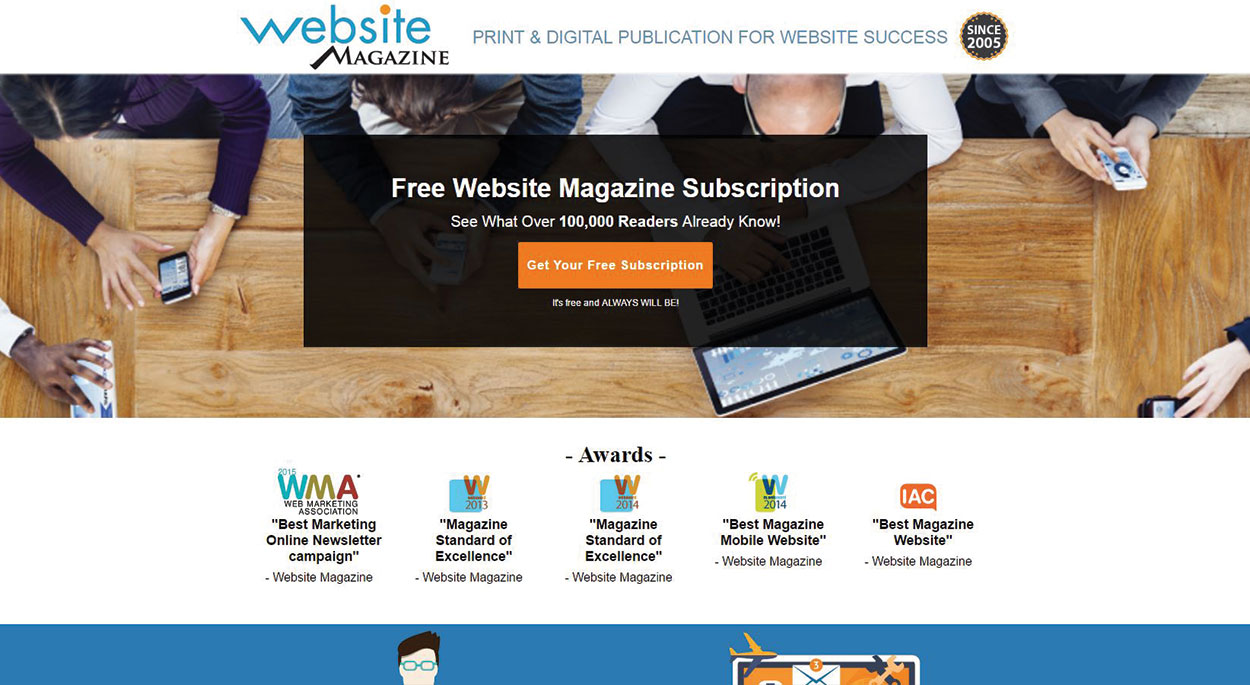 website
MAGAZINE
PRINT & DIGITAL PUBLICATION FOR WEBSITE SUCCESS
SINCE
2005
Free Website Magazine Subscription
See What Over 100,000 Readers Already Know!
Get Your Free Subscription
It's free and ALWAYS WILL BE!
- Awards -
2015
WMA
WEB MARKETING
ASSOCIATION
"Best Marketing
Online Newsletter
campaign"
- Website Magazine
W
2013
"Magazine
Standard of
Excellence"
- Website Magazine
W
2014
"Magazine
Standard of
Excellence"
- Website Magazine
W
2014
"Best Magazine
Mobile Website"
- Website Magazine
IAC
"Best Magazine
Website"
- Website Magazine
3